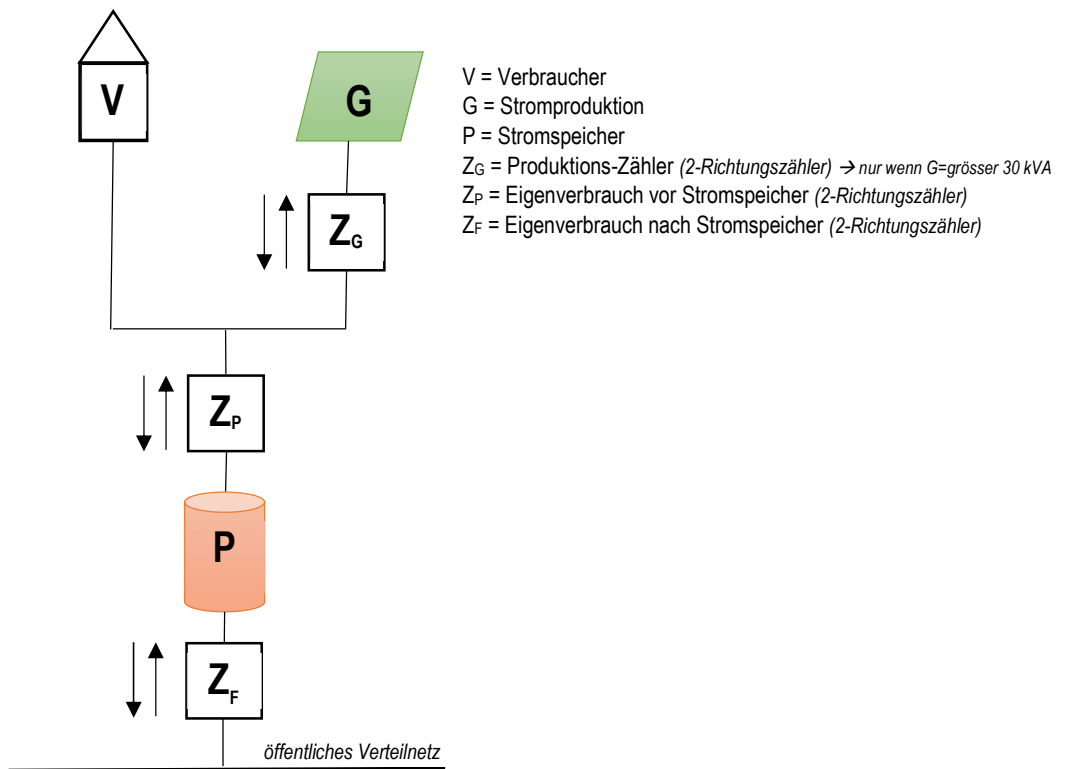 V
G
V = Verbraucher
G = Stromproduktion
P = Stromspeicher
ZG = Produktions-Zähler (2-Richtungszähler) → nur wenn G=grösser 30 kVA
ZP = Eigenverbrauch vor Stromspeicher (2-Richtungszähler)
ZF = Eigenverbrauch nach Stromspeicher (2-Richtungszähler)
ZG
ZP
P
ZF
öffentliches Verteilnetz